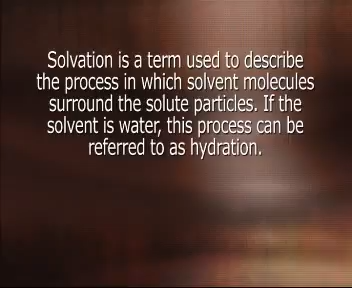 Solvation is a term used to describe
the process in which solvent molecules
surround the solute particles. If the
solvent is water, this process can be
referred to as hydration.